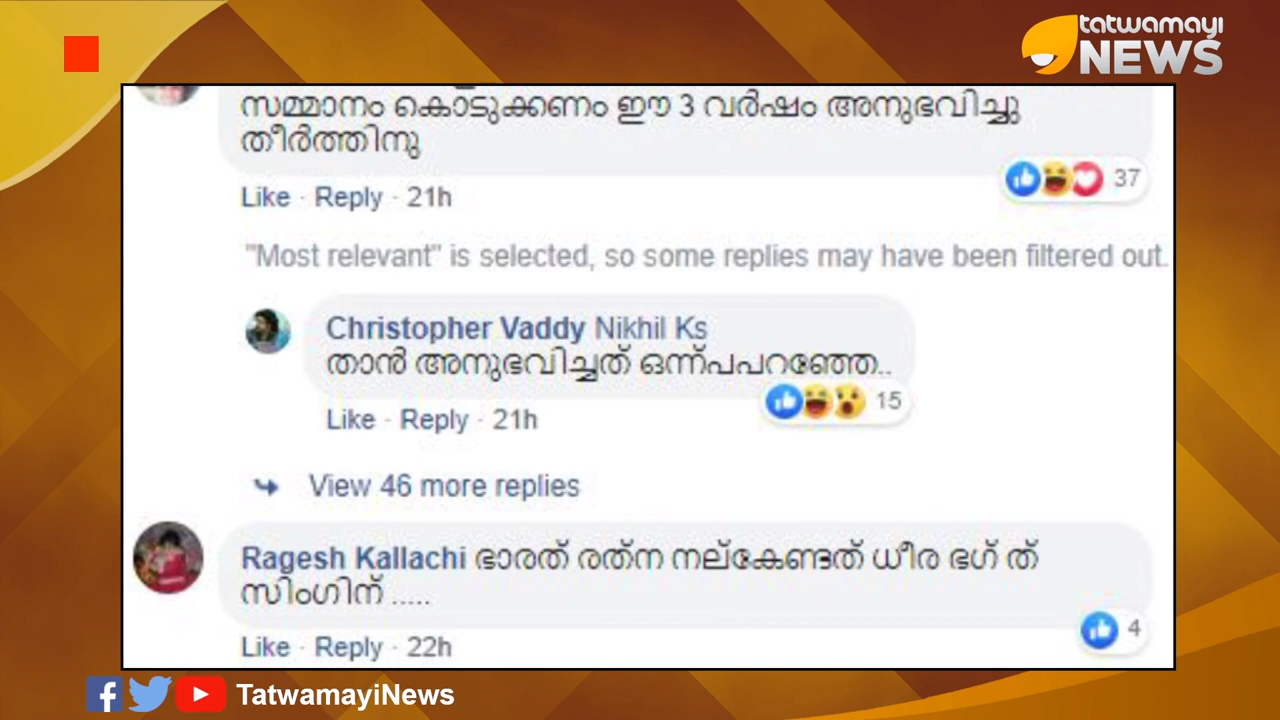 tatwamayi
NEWS
സമ്മാനം കൊടുക്കണം ഈ 3 വർഷം അനുഭവിച്ചു
തീർത്തിനു
37
Like · Reply · 21h
"Most relevant" is selected, so some replies may have been filtered out.
Christopher Vaddy Nikhil Ks
താൻ അനുഭവിച്ചത് ഒന്ന്പപറഞ്ഞേ..
15
Like · Reply · 21h
View 46 more replies
Ragesh Kallachi ഭാരത് രത്ന നല്കേണ്ടത് ധീര ഭഗ് ത്
സിംഗിന് .....
4
Like · Reply · 22h
TatwamayiNews